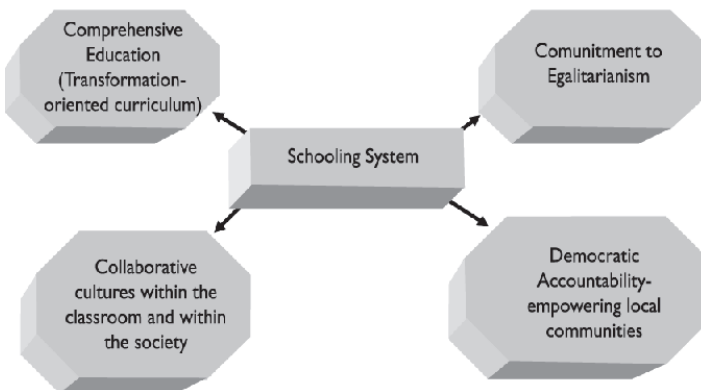 Comprehensive
Education
(Transformation-
oriented curriculum)
Comunitment to
Egalitarianism
Schooling System
Collaborative
cultures within the
classroom and within
the society
Democratic
Accountability-
empowering local
communities